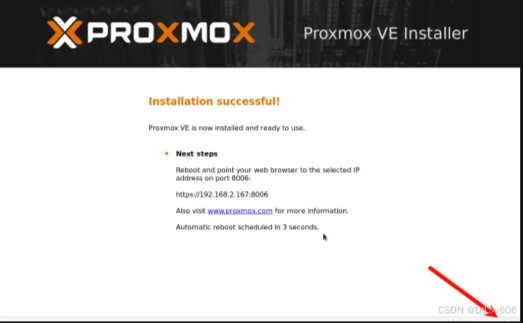 PROXMOX
Proxmox VE Installer
Installation successful!
Proxmox VE is now installed and ready to use.
Next steps
Reboot and point your web browser to the selected IP
address on port 8006:
https://192.168.2.167:8006
Also visit www.proxmox.com for more information.
Automatic reboot scheduled in 3 seconds.
CSDN